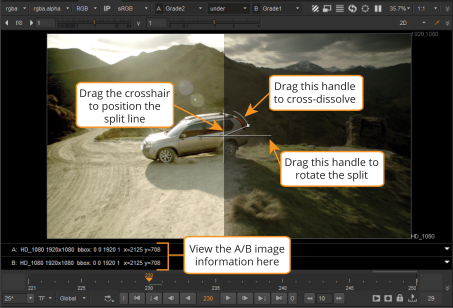 rgba rgba.alpha RGB IP sRGB A Grade2 under B Grade1 35.7% 1:1
f/8 1 y 1 2D
1920,1080
Drag the crosshair
to position the
split line
Drag this handle
to cross-dissolve
Drag this handle to
rotate the split
HD_1080
A: HD_1080 1920x1080 bbox: 0 0 1920 1 x=2125 y=708
B: HD_1080 1920x1080 bbox: 0 0 1920 1 x=2125 y=708
View the A/B image
information here
221 225 230 235 240 245 250
25* TF Global 230 10 29